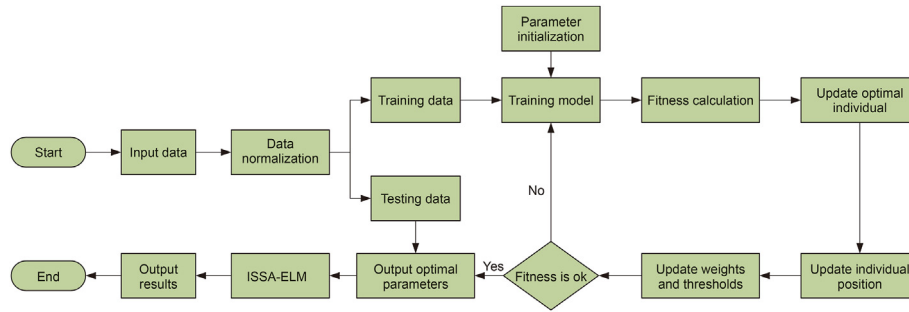 Parameter
initialization
Training data
Training model
Fitness calculation
Update optimal
individual
Start
Input data
Data
normalization
Testing data
No
End
Output
results
ISSA-ELM
Output optimal
parameters
Yes
Fitness is ok
Update weights
and thresholds
Update individual
position